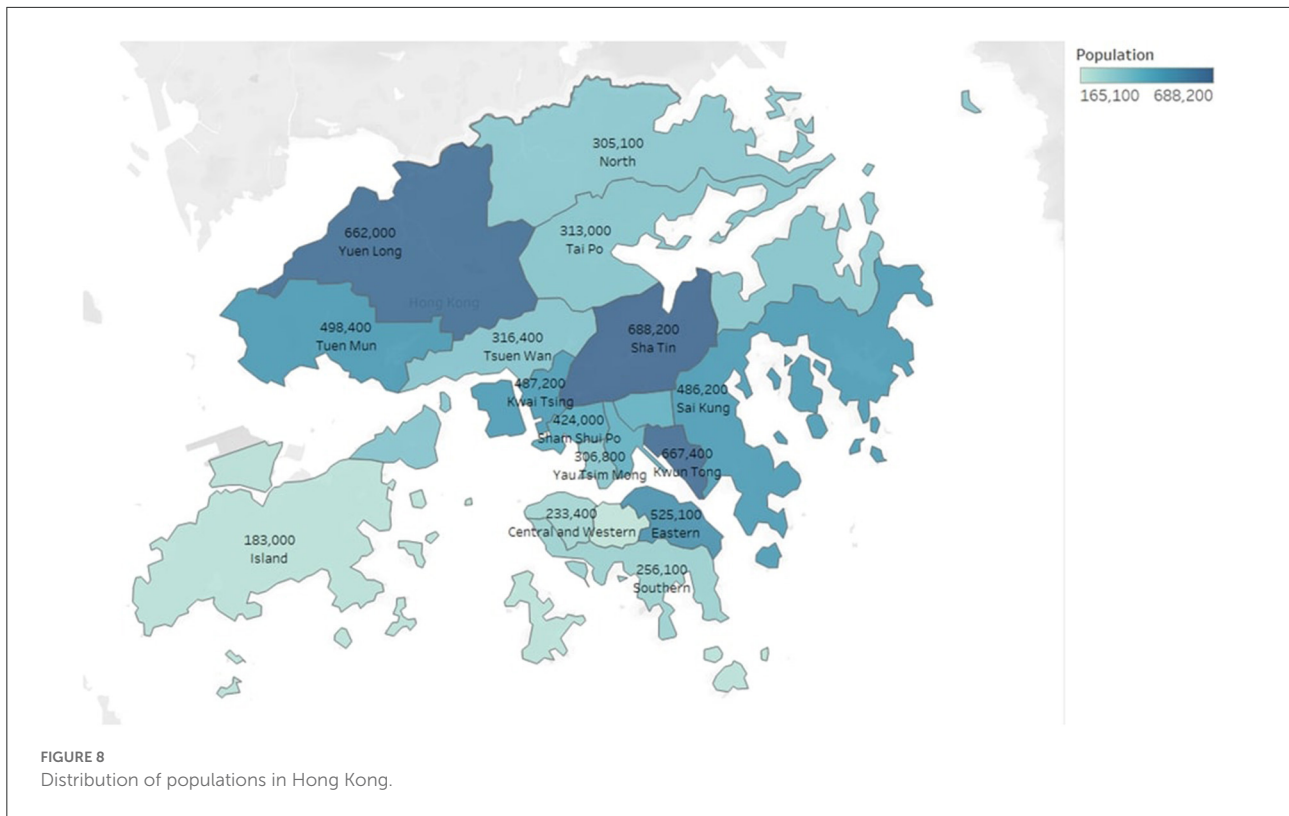 Population
165,100 688,200
305,100
North
662,000
Yuen Long
313,000
Tai Po
Hong Kong
498,400
Tuen Mun
316,400
Tsuen Wan
688,200
Sha Tin
487,200
Kwai Tsing
486,200
Sai Kung
424,000
Sham Shui Po
306,800
Yau Tsim Mong
667,400
Kwun Tong
233,400
Central and Western
525,100
Eastern
183,000
Island
256,100
Southern
FIGURE 8
Distribution of populations in Hong Kong.